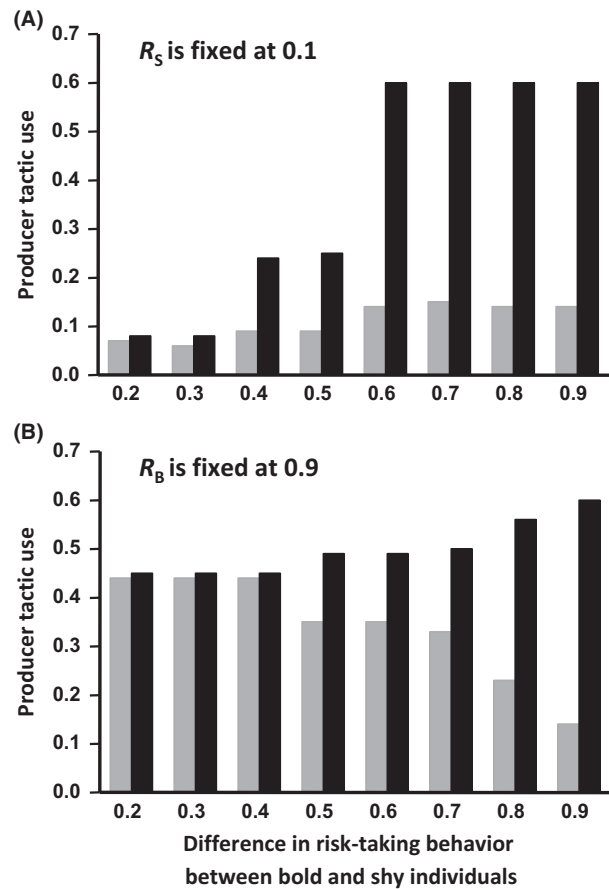 (A)
R_S is fixed at 0.1
Producer tactic use
0.7
0.6
0.5
0.4
0.3
0.2
0.1
0.0
0.2 0.3 0.4 0.5 0.6 0.7 0.8 0.9
(B)
R_B is fixed at 0.9
Producer tactic use
0.7
0.6
0.5
0.4
0.3
0.2
0.1
0.0
0.2 0.3 0.4 0.5 0.6 0.7 0.8 0.9
Difference in risk-taking behavior
between bold and shy individuals